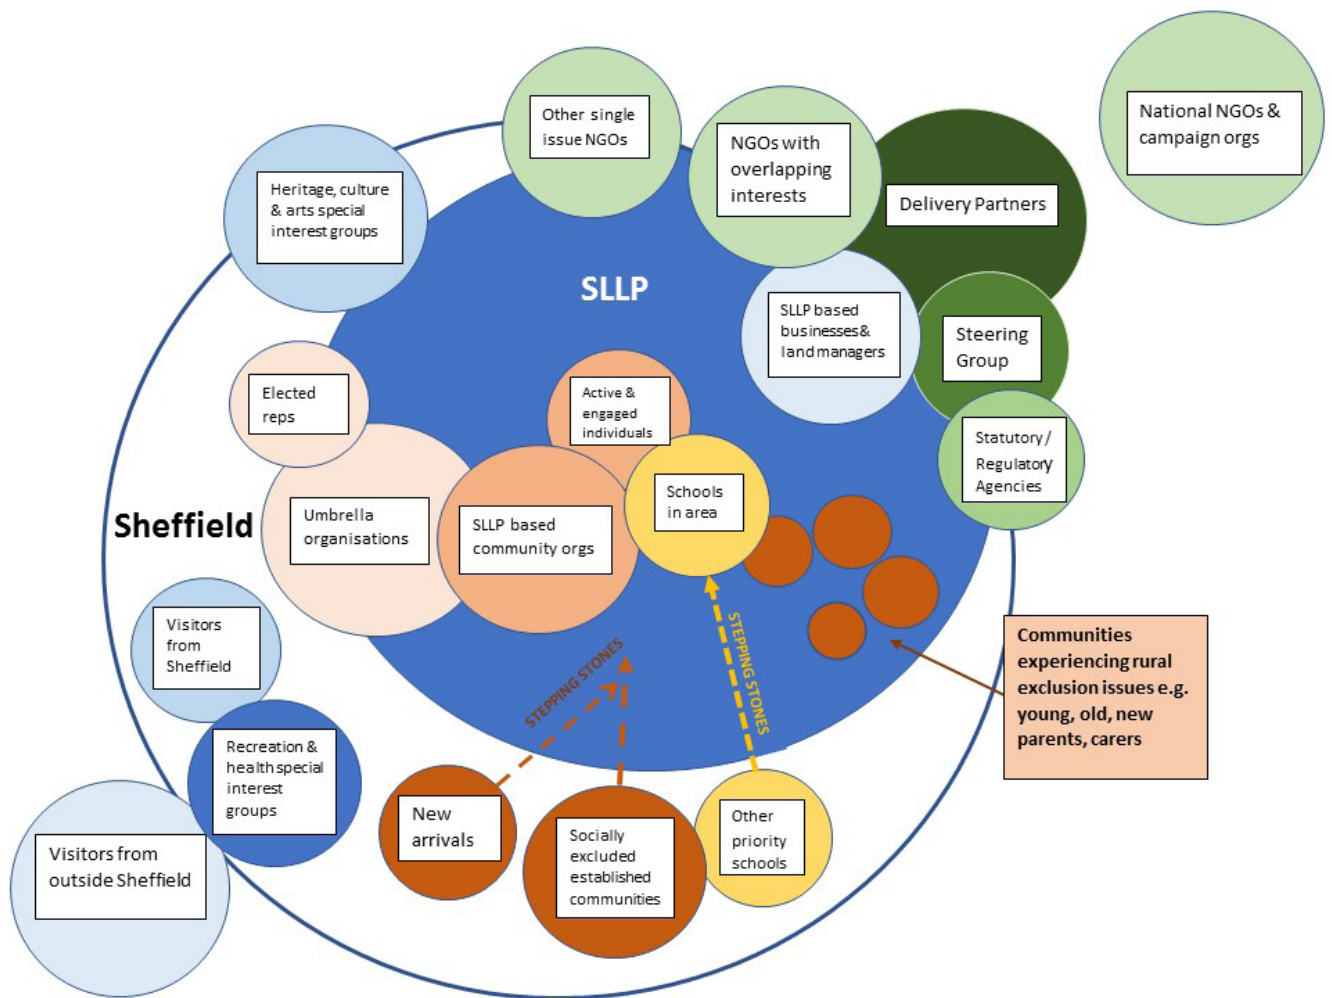 National NGOs &
campaign orgs
Other single
issue NGOs
NGOs with
overlapping
interests
Heritage, culture
& arts special
interest groups
Delivery Partners
SLLP
SLLP based
businesses &
land managers
Steering
Group
Elected
reps
Active &
engaged
individuals
Statutory /
Regulatory
Agencies
Schools
in area
Sheffield
Umbrella
organisations
SLLP based
community orgs
Visitors
from
Sheffield
STEPPING STONES
STEPPING STONES
Communities
experiencing rural
exclusion issues e.g.
young, old, new
parents, carers
Recreation &
health special
interest
groups
New
arrivals
Socially
excluded
established
communities
Other
priority
schools
Visitors from
outside Sheffield